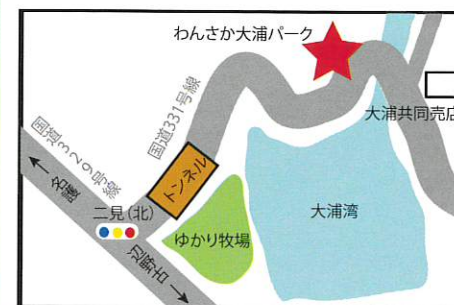 わんさか大浦パーク
国道331号線
大浦共同売店
国道329号線
名護
トンネル
二見(北)
ゆかり牧場
大浦湾
辺野古